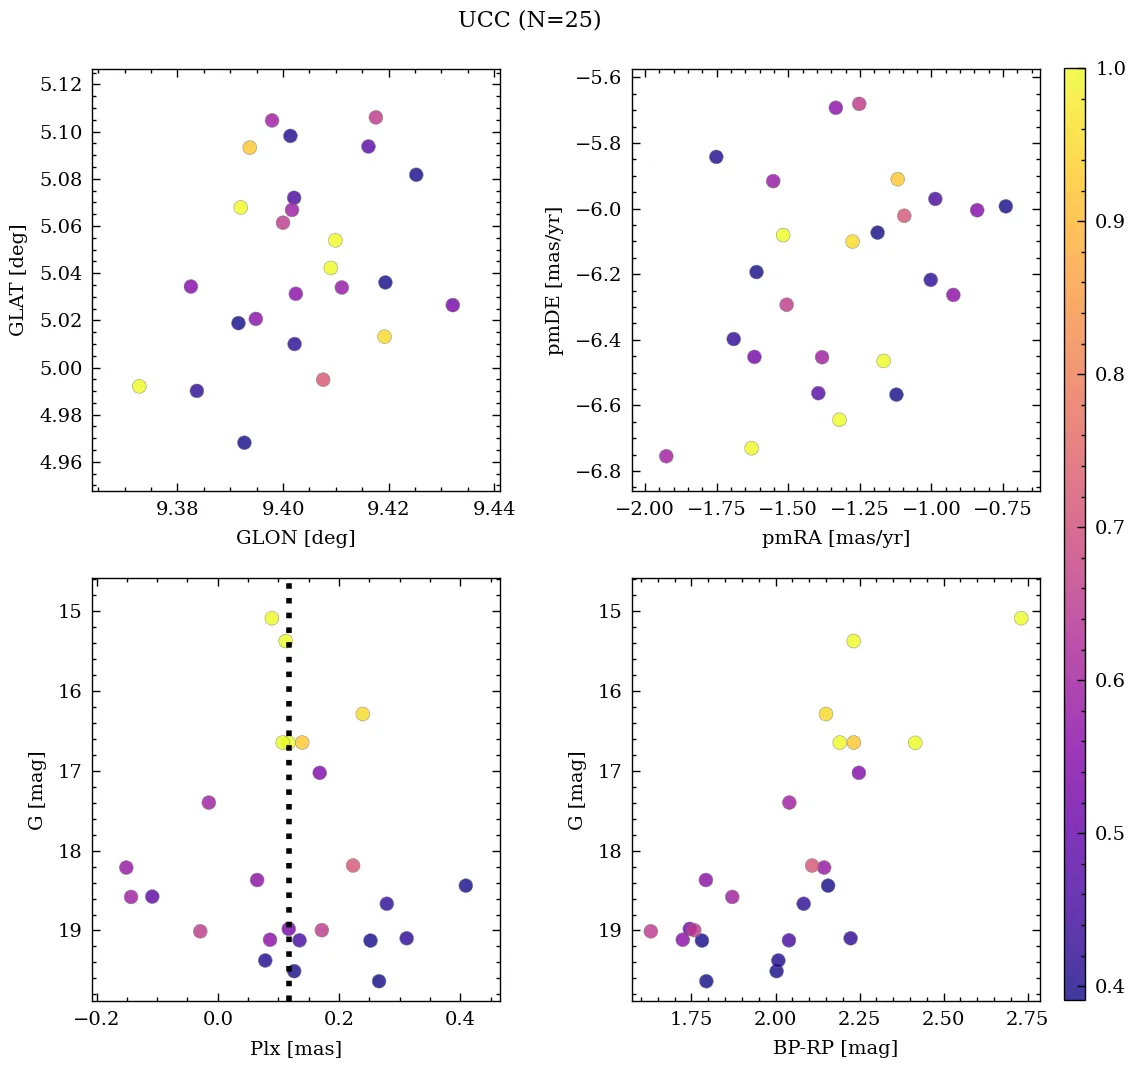 UCC (N=25)
5.12
5.10
5.08
5.06
5.04
5.02
5.00
4.98
4.96
GLAT [deg]
9.38 9.40 9.42 9.44
GLON [deg]
−5.6
−5.8
−6.0
−6.2
−6.4
−6.6
−6.8
pmDE [mas/yr]
−2.00 −1.75 −1.50 −1.25 −1.00 −0.75
pmRA [mas/yr]
15
16
17
18
19
G [mag]
−0.2 0.0 0.2 0.4
Plx [mas]
15
16
17
18
19
G [mag]
1.75 2.00 2.25 2.50 2.75
BP-RP [mag]
1.0
0.9
0.8
0.7
0.6
0.5
0.4